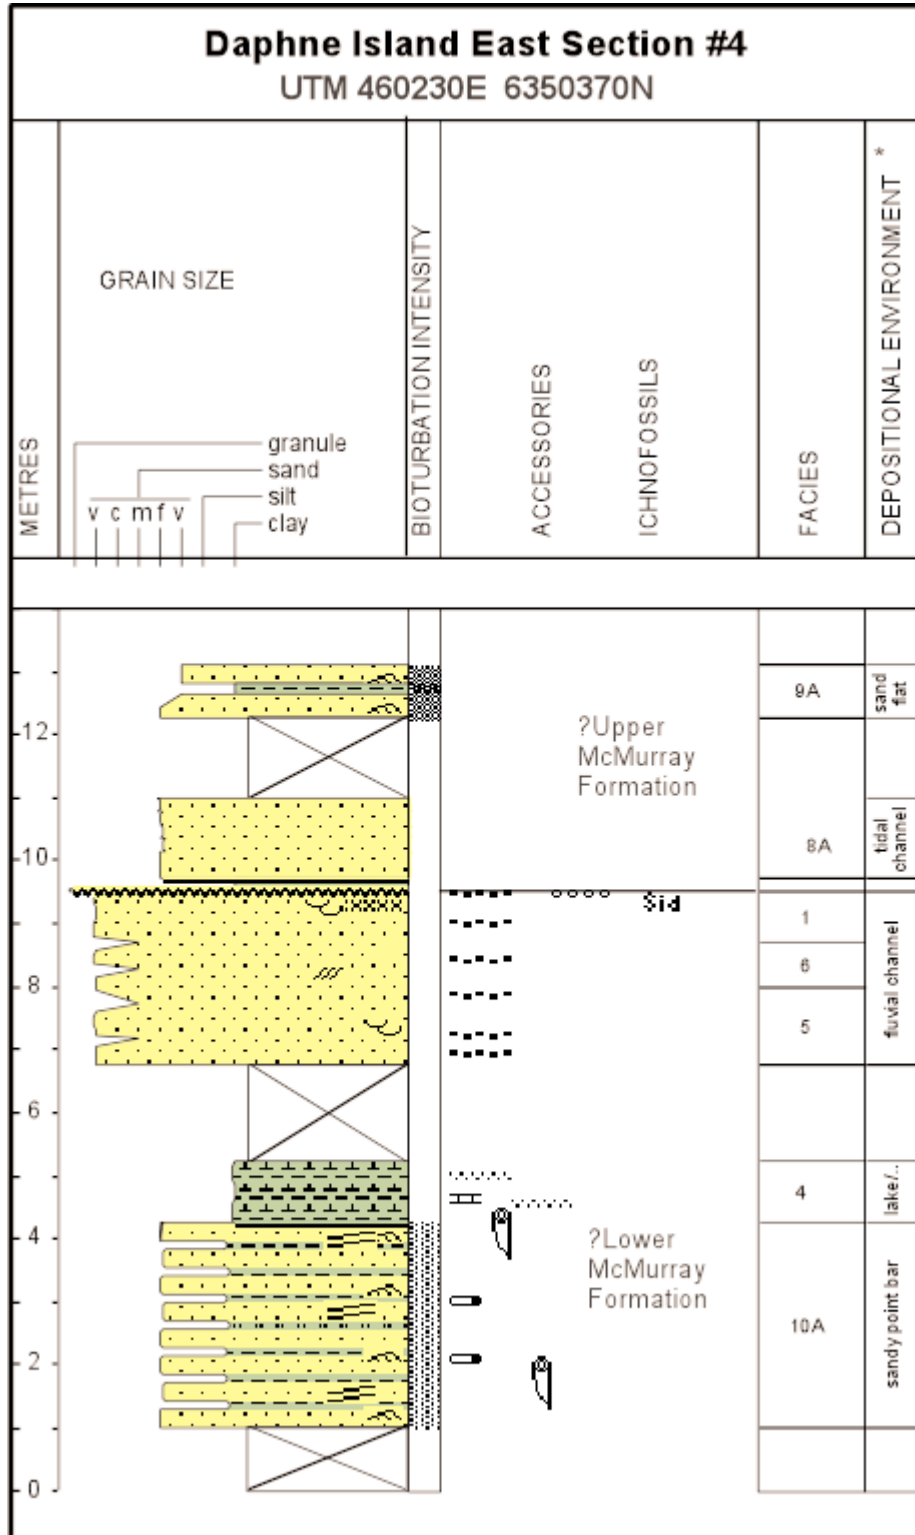 Daphne Island East Section #4
UTM 460230E 6350370N
METRES
GRAIN SIZE
granule
sand
silt
clay
v c m f v
BIOTURBATION INTENSITY
ACCESSORIES
ICHNOFOSSILS
FACIES
DEPOSITIONAL ENVIRONMENT *
9A
sand
flat
12
?Upper
McMurray
Formation
10
8A
tidal
channel
Sid
1
6
5
fluvial channel
8
6
4
lake/..
4
?Lower
McMurray
Formation
10A
sandy point bar
2
0